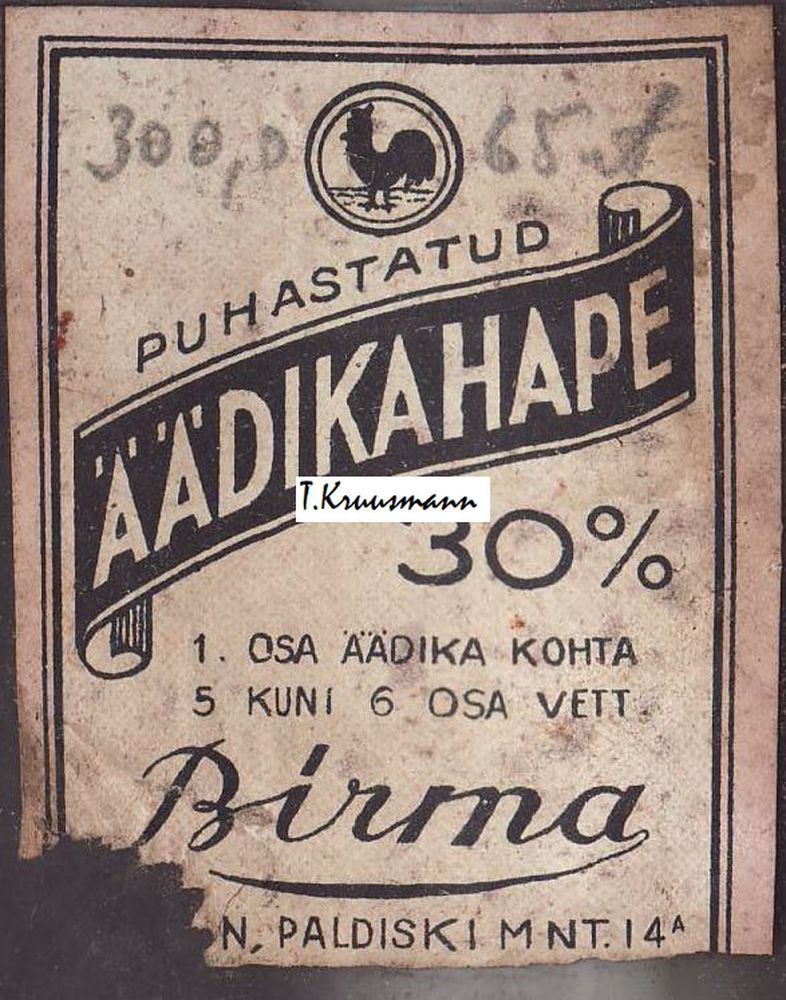 300,0 65
PUHASTATUD
ÄÄDIKAHAPE
T.Kruusmann
30%
1. OSA ÄÄDIKA KOHTA
5 KUNI 6 OSA VETT.
Birma
N, PALDISKI MNT. 14A